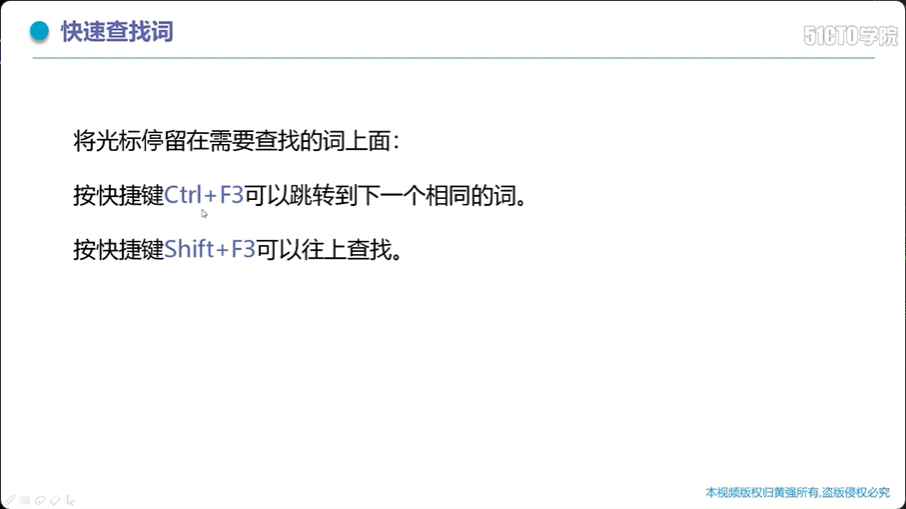 快速查找词
51CTO学院
将光标停留在需要查找的词上面：
按快捷键Ctrl+F3可以跳转到下一个相同的词。
按快捷键Shift+F3可以往上查找。
本视频版权归黄强所有,盗版侵权必究